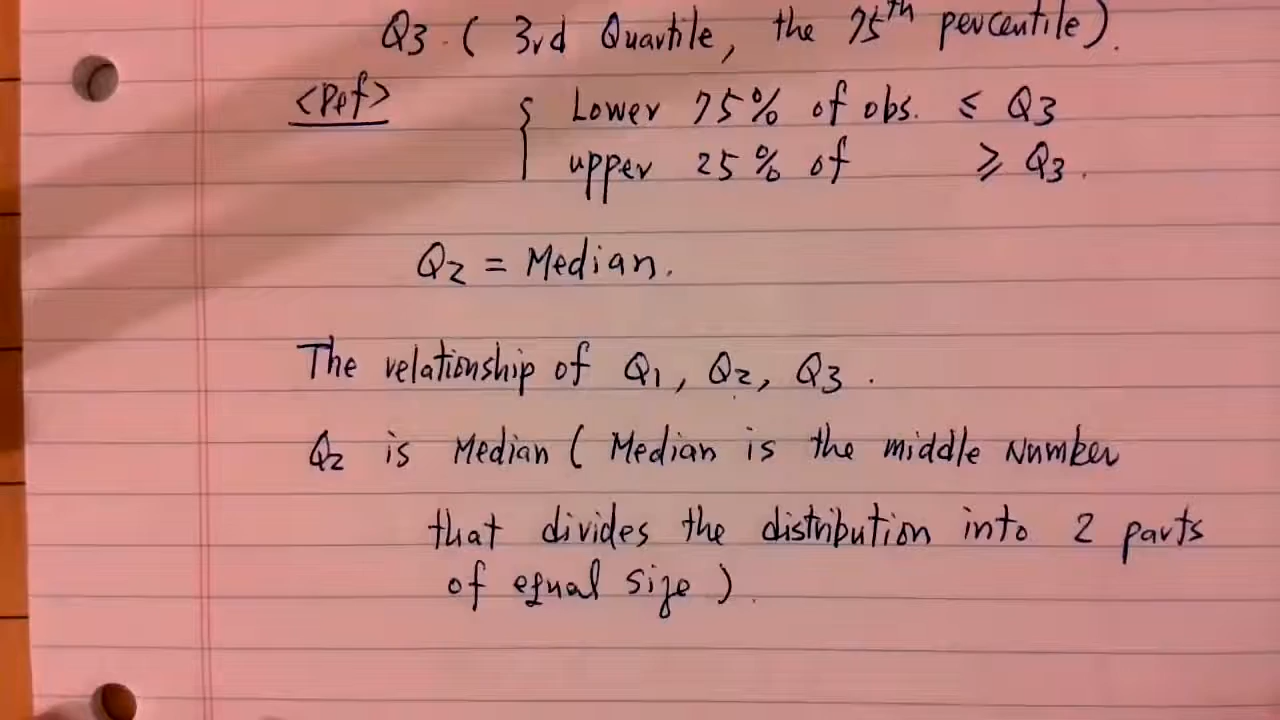 Q3. ( 3rd Quartile, the 75th percentile).
<Def>
Lower 75% of obs. ≤ Q3
upper 25% of ≥ Q3.
Q2 = Median.
The relationship of Q1, Q2, Q3.
Q2 is Median ( Median is the middle Number
that divides the distribution into 2 parts
of equal size ).